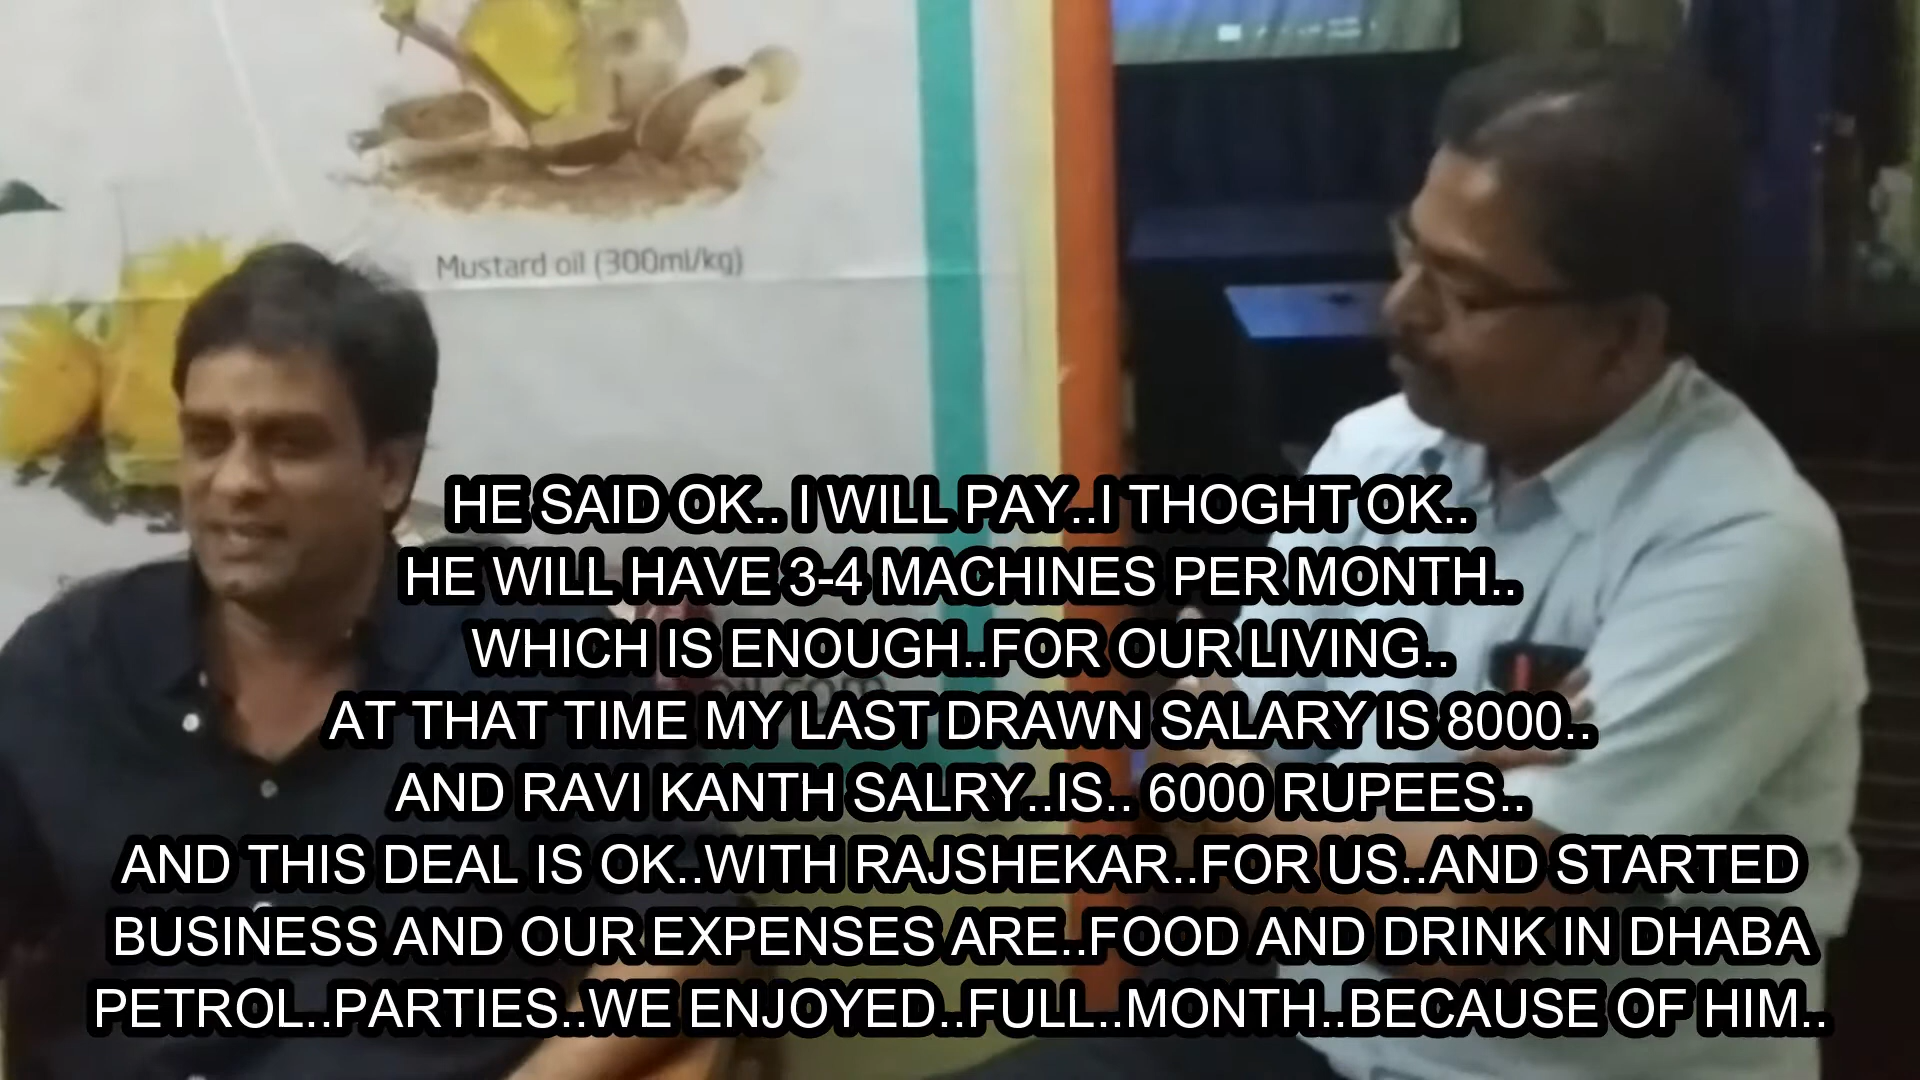 Mustard oil (300ml/kg)
HE SAID OK.. I WILL PAY..I THOGHT OK..
HE WILL HAVE 3-4 MACHINES PER MONTH..
WHICH IS ENOUGH..FOR OUR LIVING..
AT THAT TIME MY LAST DRAWN SALARY IS 8000..
AND RAVI KANTH SALRY..IS.. 6000 RUPEES..
AND THIS DEAL IS OK..WITH RAJSHEKAR..FOR US..AND STARTED
BUSINESS AND OUR EXPENSES ARE..FOOD AND DRINK IN DHABA
PETROL..PARTIES..WE ENJOYED..FULL..MONTH..BECAUSE OF HIM..